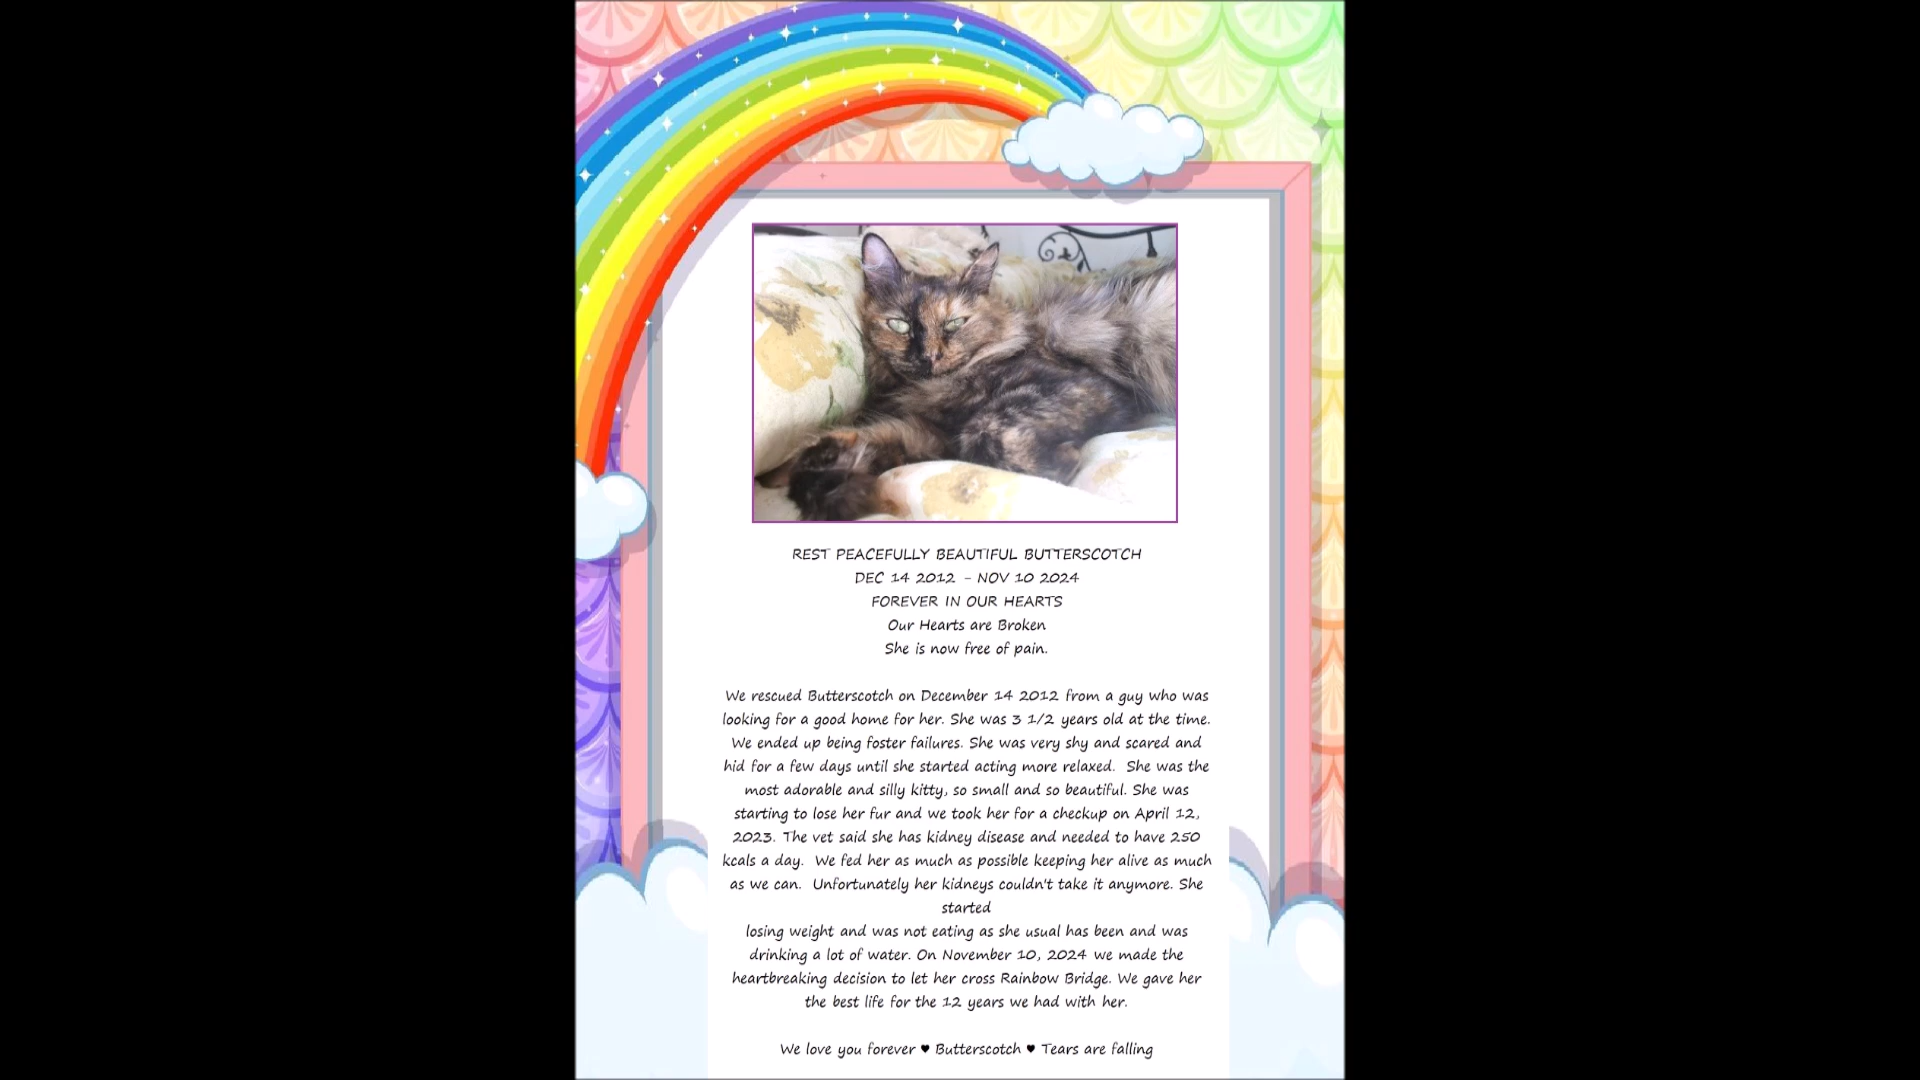 REST PEACEFULLY BEAUTIFUL BUTTERSCOTCH
DEC 14 2012 - NOV 10 2024
FOREVER IN OUR HEARTS
Our Hearts are Broken
She is now free of pain.
We rescued Butterscotch on December 14 2012 from a guy who was
looking for a good home for her. She was 3 1/2 years old at the time.
We ended up being foster failures. She was very shy and scared and
hid for a few days until she started acting more relaxed. She was the
most adorable and silly kitty, so small and so beautiful. She was
starting to lose her fur and we took her for a checkup on April 12,
2023. The vet said she has kidney disease and needed to have 250
kcals a day. We fed her as much as possible keeping her alive as much
as we can. Unfortunately her kidneys couldn't take it anymore. She
started
losing weight and was not eating as she usual has been and was
drinking a lot of water. On November 10, 2024 we made the
heartbreaking decision to let her cross Rainbow Bridge. We gave her
the best life for the 12 years we had with her.
We love you forever ♥ Butterscotch ♥ Tears are falling